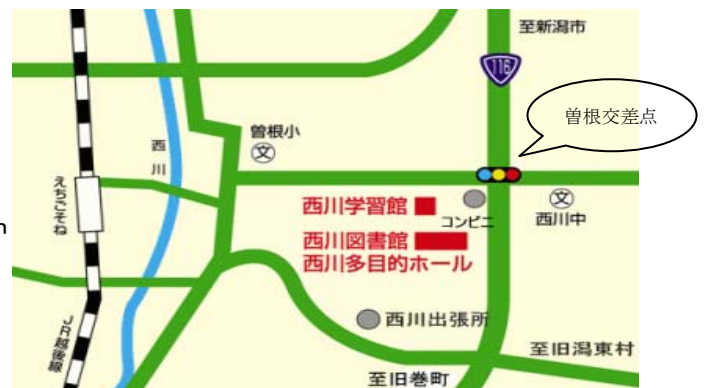 至新潟市
116
曽根交差点
曽根小
文
西川
えちごそね
西川学習館
コンビニ
文
西川中
n
西川図書館
西川多目的ホール
西川出張所
JR越後線
至旧潟東村
至旧巻町